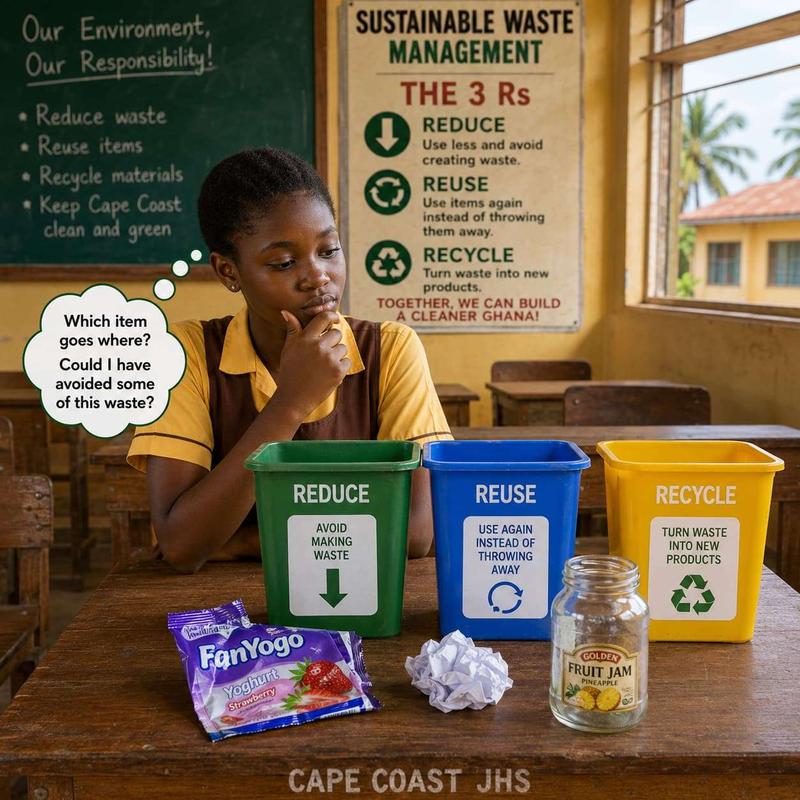 Our Environment,
Our Responsibility!
Reduce waste
Reuse items
Recycle materials
Keep Cape Coast
clean and green
SUSTAINABLE WASTE
MANAGEMENT
THE 3 Rs
REDUCE
Use less and avoid
creating waste.
REUSE
Use items again
instead of throwing
them away.
RECYCLE
Turn waste into new
products.
TOGETHER, WE CAN BUILD
A CLEANER GHANA!
Which item
goes where?
Could I have
avoided some
of this waste?
REDUCE
AVOID
MAKING
WASTE
REUSE
USE AGAIN
INSTEAD OF
THROWING
AWAY
RECYCLE
TURN WASTE
INTO NEW
PRODUCTS
FanYogo
Yoghurt
Strawberry
GOLDEN
FRUIT JAM
PINEAPPLE
CAPE COAST JHS